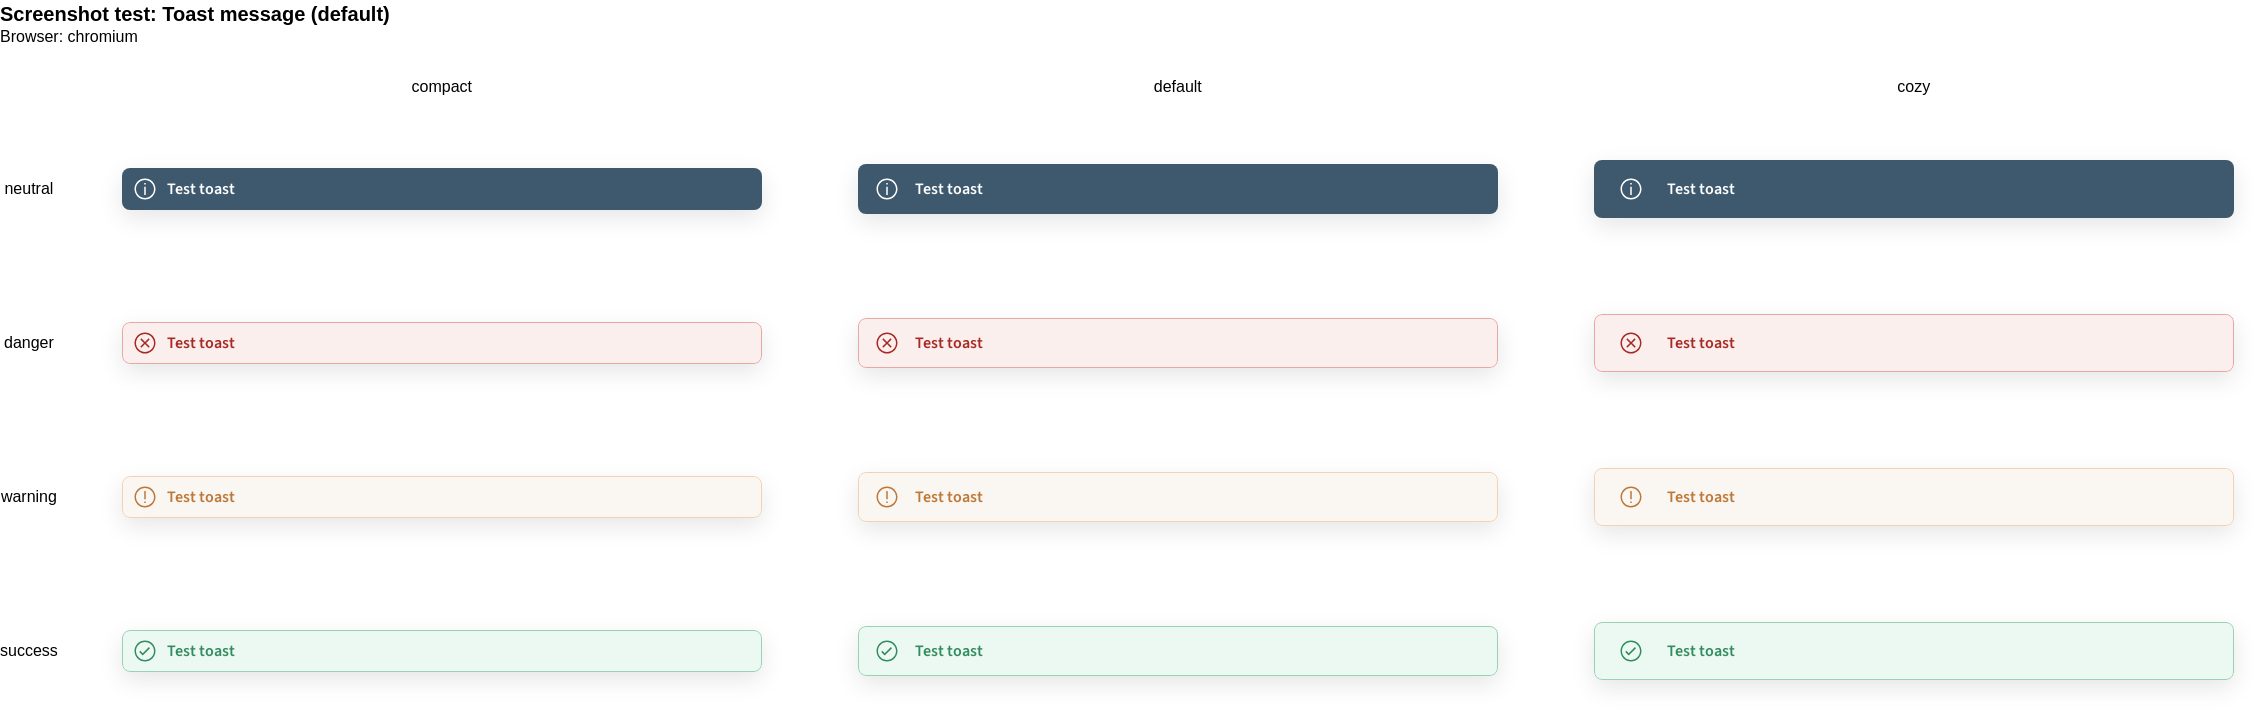 Screenshot test: Toast message (default)
Browser: chromium
compact default cozy
neutral Test toast Test toast Test toast
danger Test toast Test toast Test toast
warning Test toast Test toast Test toast
success Test toast Test toast Test toast